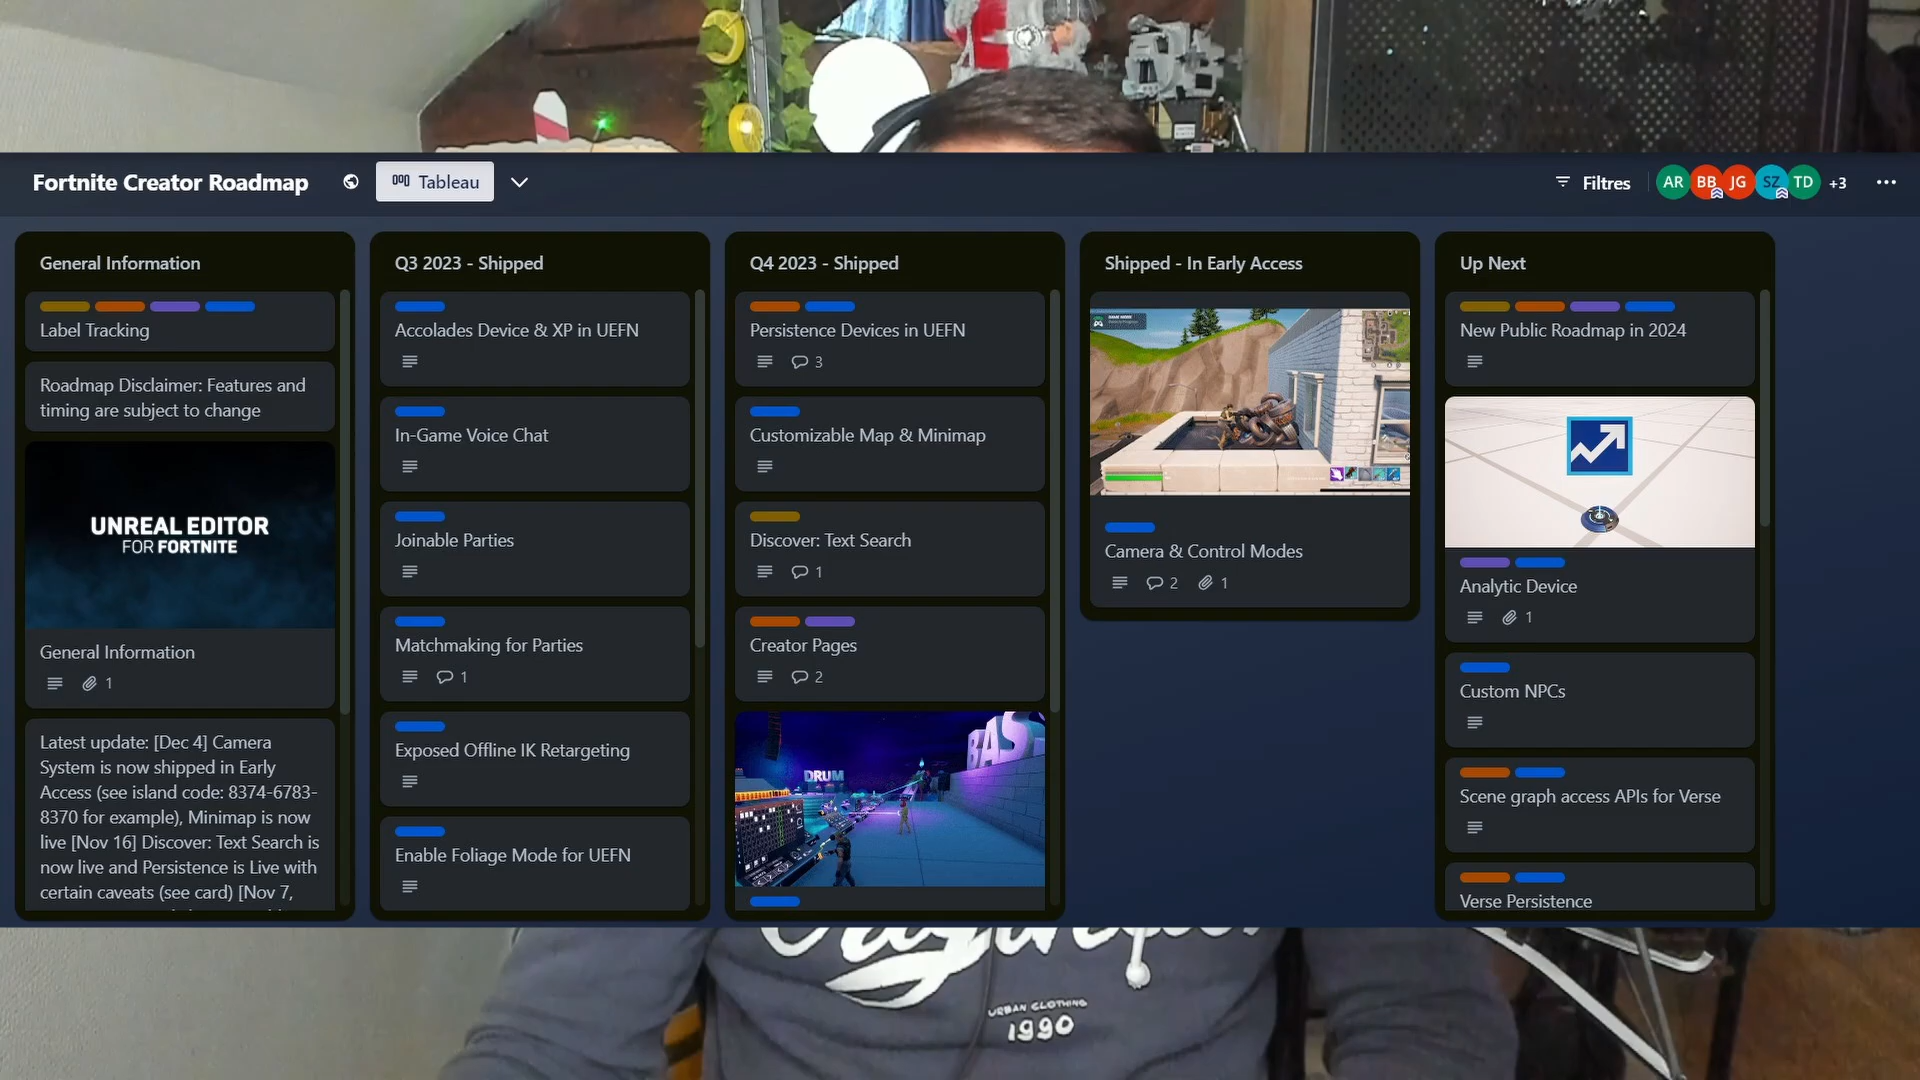 Fortnite Creator Roadmap
Tableau
Filtres
AR
BB
JG
SZ
TD
+3
General Information
Label Tracking
Roadmap Disclaimer: Features and
timing are subject to change
UNREAL EDITOR
FOR FORTNITE
General Information
1
Latest update: [Dec 4] Camera
System is now shipped in Early
Access (see island code: 8374-6783-
8370 for example), Minimap is now
live [Nov 16] Discover: Text Search is
now live and Persistence is Live with
certain caveats (see card) [Nov 7,
Q3 2023 - Shipped
Accolades Device & XP in UEFN
In-Game Voice Chat
Joinable Parties
Matchmaking for Parties
1
Exposed Offline IK Retargeting
Enable Foliage Mode for UEFN
Q4 2023 - Shipped
Persistence Devices in UEFN
3
Customizable Map & Minimap
Discover: Text Search
1
Creator Pages
2
DRUM
BAS
Shipped - In Early Access
Camera & Control Modes
2
1
Up Next
New Public Roadmap in 2024
Analytic Device
1
Custom NPCs
Scene graph access APIs for Verse
Verse Persistence
URBAN CLOTHING
1990